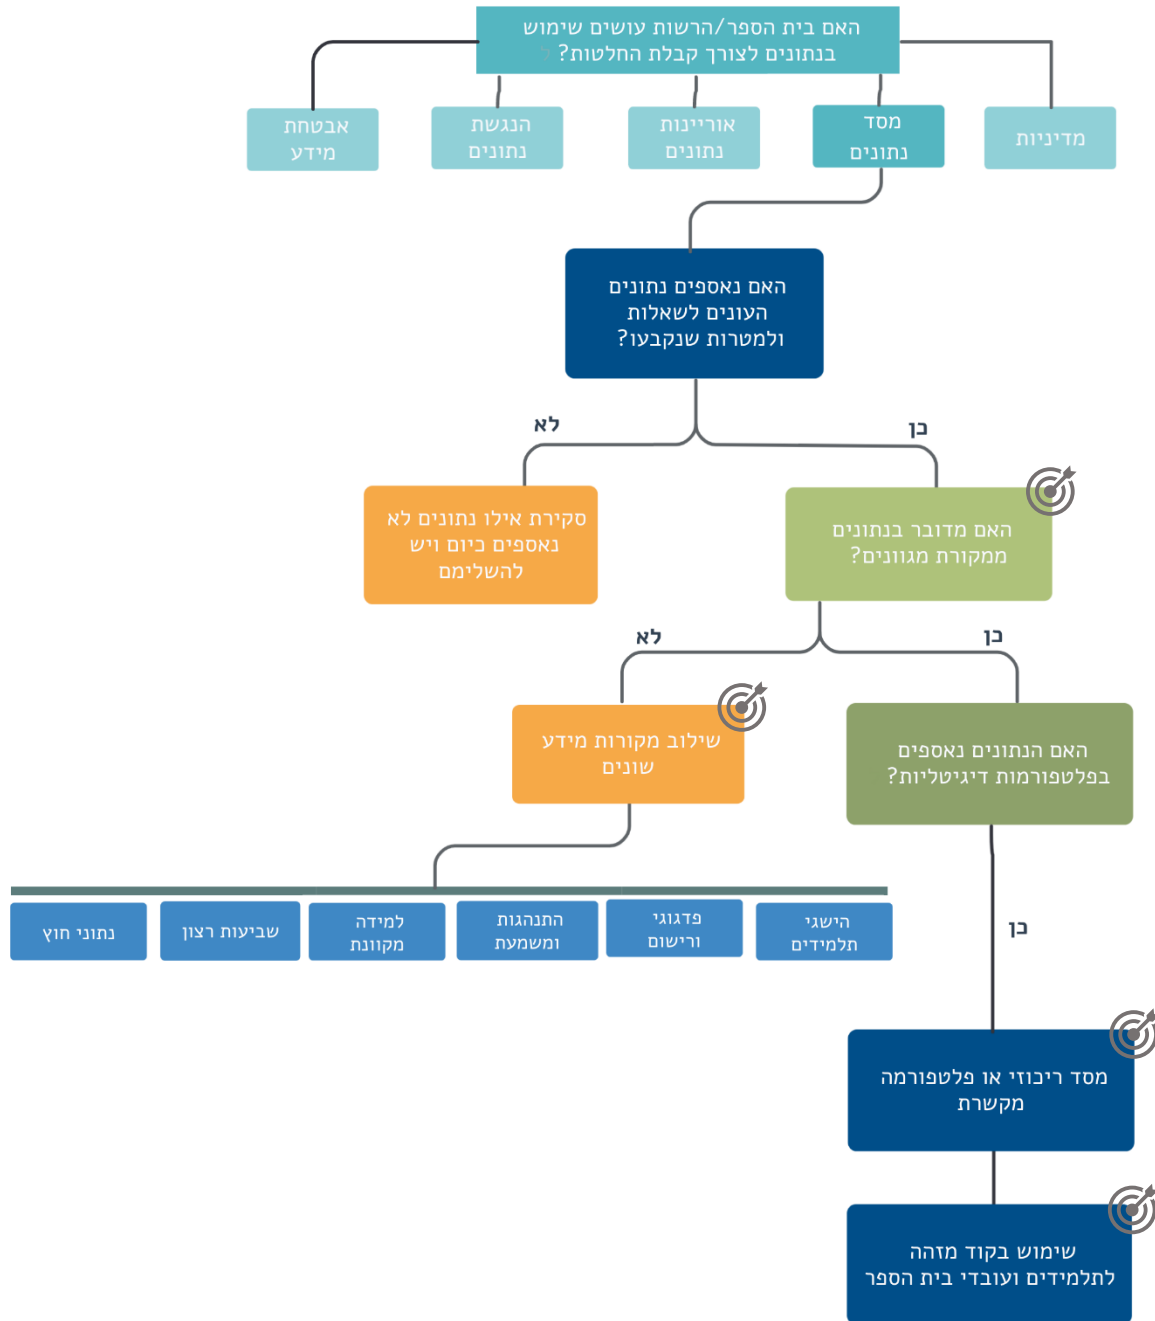 האם בית הספר/הרשות עושים שימוש
בנתונים לצורך קבלת החלטות?
מדיניות
מסד
נתונים
אוריינות
נתונים
הנגשת
נתונים
אבטחת
מידע
האם נאספים נתונים
העונים לשאלות
ולמטרות שנקבעו?
כן
לא
האם מדובר בנתונים
ממקורת מגוונים?
סקירת אילו נתונים לא
נאספים כיום ויש
להשלימם
כן
לא
האם הנתונים נאספים
בפלטפורמות דיגיטליות?
שילוב מקורות מידע
שונים
הישגי
תלמידים
פדגוגי
ורישום
התנהגות
ומשמעת
למידה
מקוונת
שביעות רצון
נתוני חוץ
כן
מסד ריכוזי או פלטפורמה
מקשרת
שימוש בקוד מזהה
לתלמידים ועובדי בית הספר